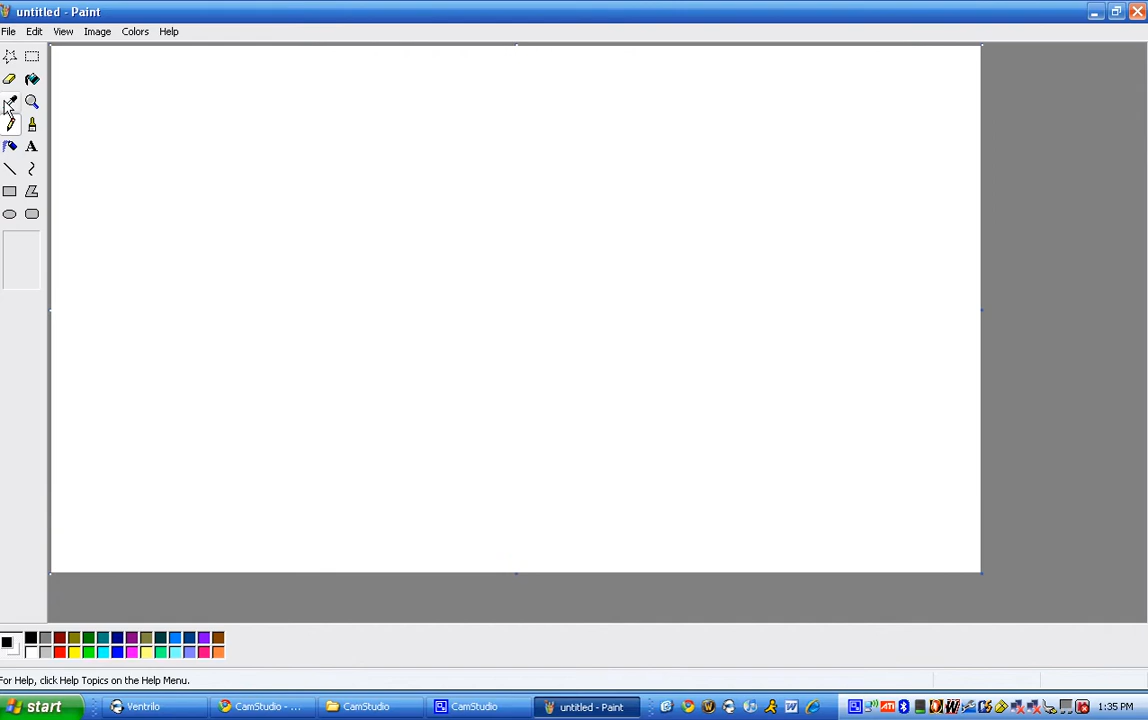 untitled - Paint
File Edit View Image Colors Help
A
For Help, click Help Topics on the Help Menu.
start Ventrilo CamStudio - ... CamStudio CamStudio untitled - Paint 1:35 PM